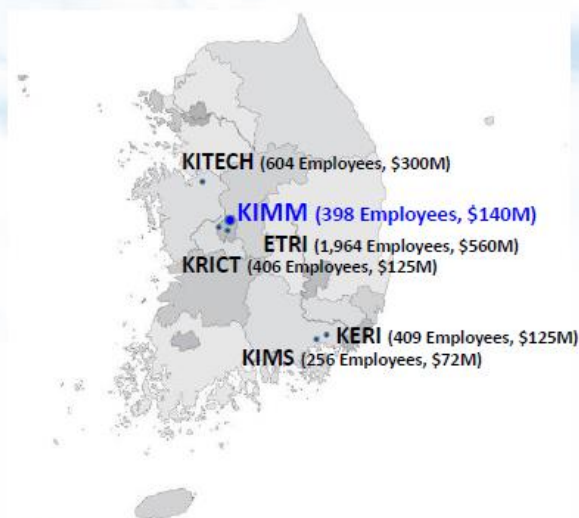 KITECH (604 Employees, $300M)
KIMM (398 Employees, $140M)
ETRI (1,964 Employees, $560M)
KRICT (406 Employees, $125M)
KERI (409 Employees, $125M)
KIMS (256 Employees, $72M)